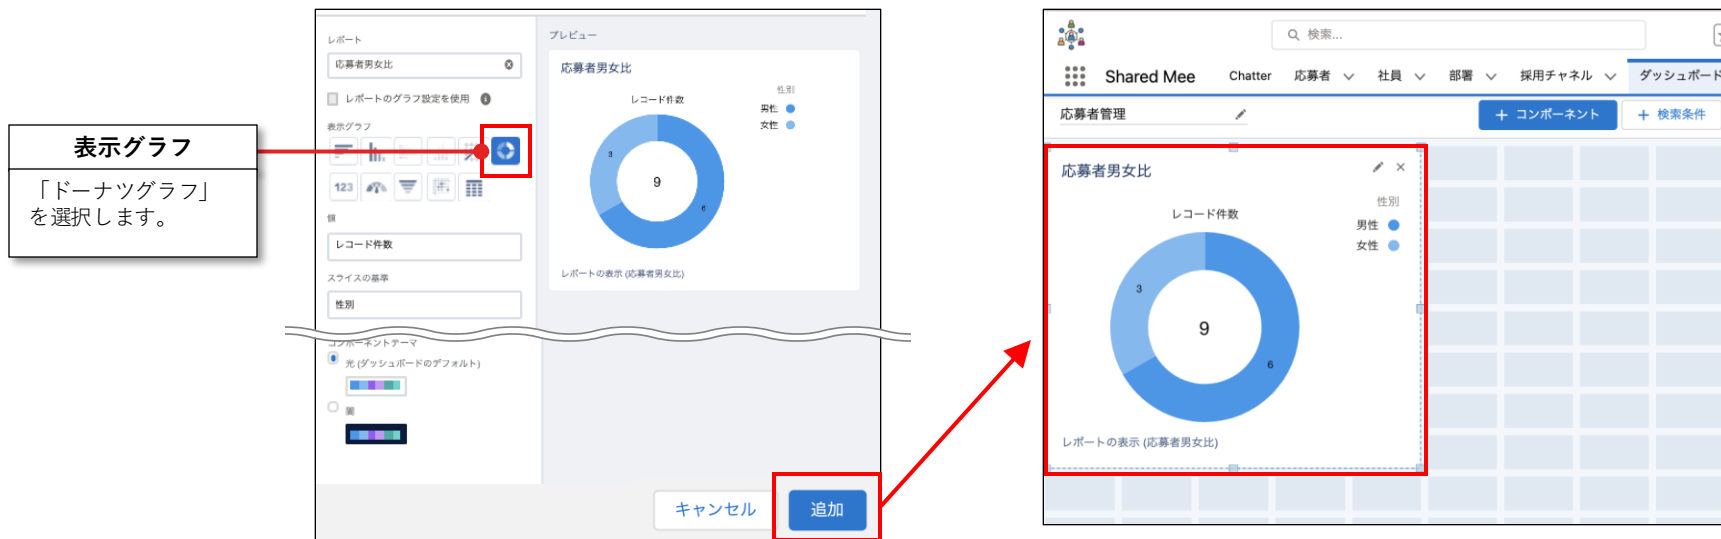 表示グラフ
「ドーナツグラフ」
を選択します。
レポート
応募者男女比
レポートのグラフ設定を使用
表示グラフ
123
値
レコード件数
スライスの基準
性別
コンポーネントテーマ
光 (ダッシュボードのデフォルト)
闇
プレビュー
応募者男女比
レコード件数
性別
男性
女性
3
9
6
レポートの表示 (応募者男女比)
キャンセル
追加
検索...
Shared Mee
Chatter
応募者
社員
部署
採用チャネル
ダッシュボード
応募者管理
+ コンポーネント
+ 検索条件
応募者男女比
レコード件数
性別
男性
女性
3
9
6
レポートの表示 (応募者男女比)